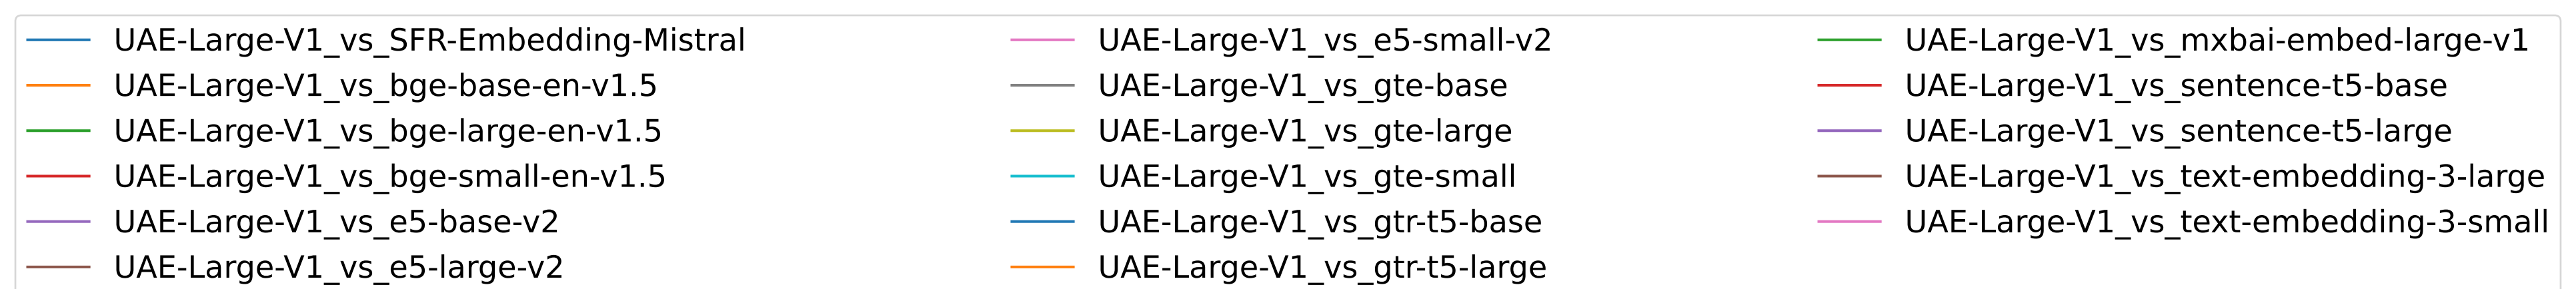 UAE-Large-V1_vs_SFR-Embedding-Mistral
UAE-Large-V1_vs_bge-base-en-v1.5
UAE-Large-V1_vs_bge-large-en-v1.5
UAE-Large-V1_vs_bge-small-en-v1.5
UAE-Large-V1_vs_e5-base-v2
UAE-Large-V1_vs_e5-large-v2
UAE-Large-V1_vs_e5-small-v2
UAE-Large-V1_vs_gte-base
UAE-Large-V1_vs_gte-large
UAE-Large-V1_vs_gte-small
UAE-Large-V1_vs_gtr-t5-base
UAE-Large-V1_vs_gtr-t5-large
UAE-Large-V1_vs_mxbai-embed-large-v1
UAE-Large-V1_vs_sentence-t5-base
UAE-Large-V1_vs_sentence-t5-large
UAE-Large-V1_vs_text-embedding-3-large
UAE-Large-V1_vs_text-embedding-3-small